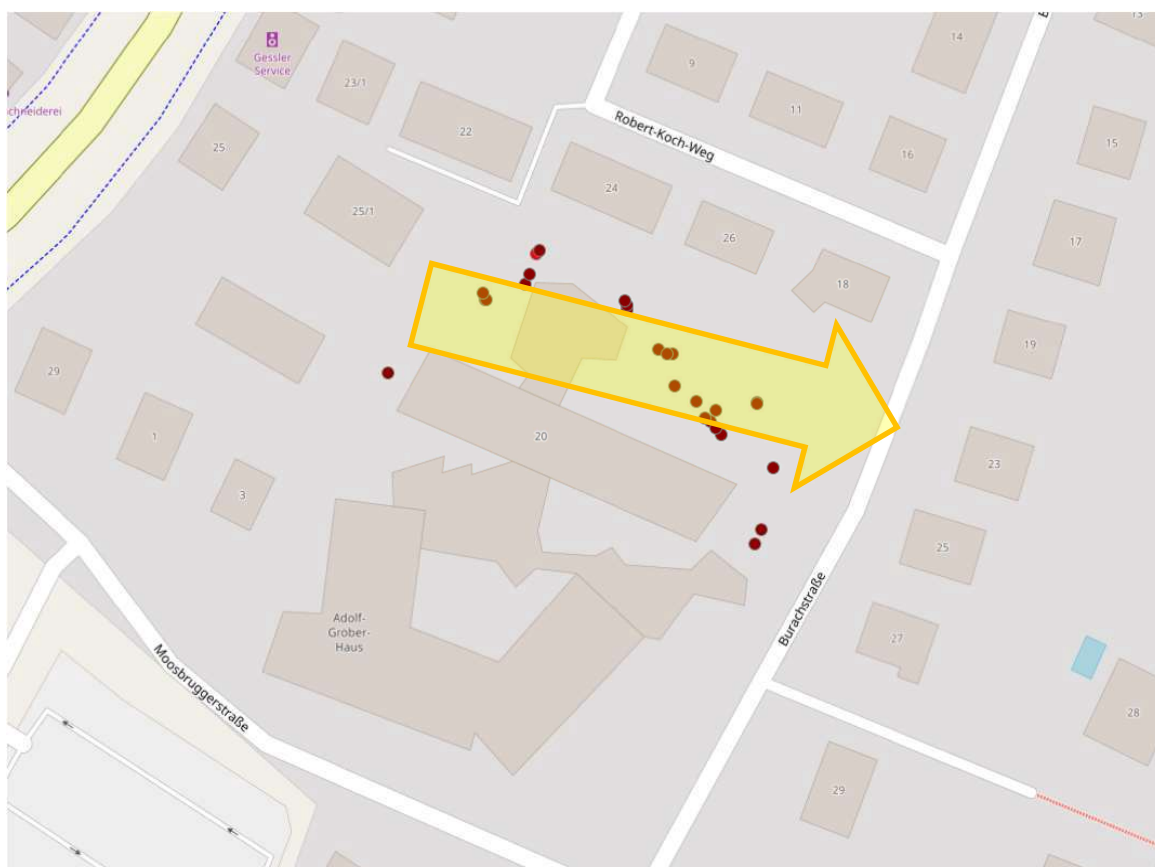 13
14
Gessler
Service
9
23/1
chneiderei
11
22
Robert-Koch-Weg
15
25
16
24
25/1
26
17
18
19
29
20
1
23
3
25
Adolf-
Gröber-
Haus
Burachstraße
27
Moosbruggerstraße
28
29